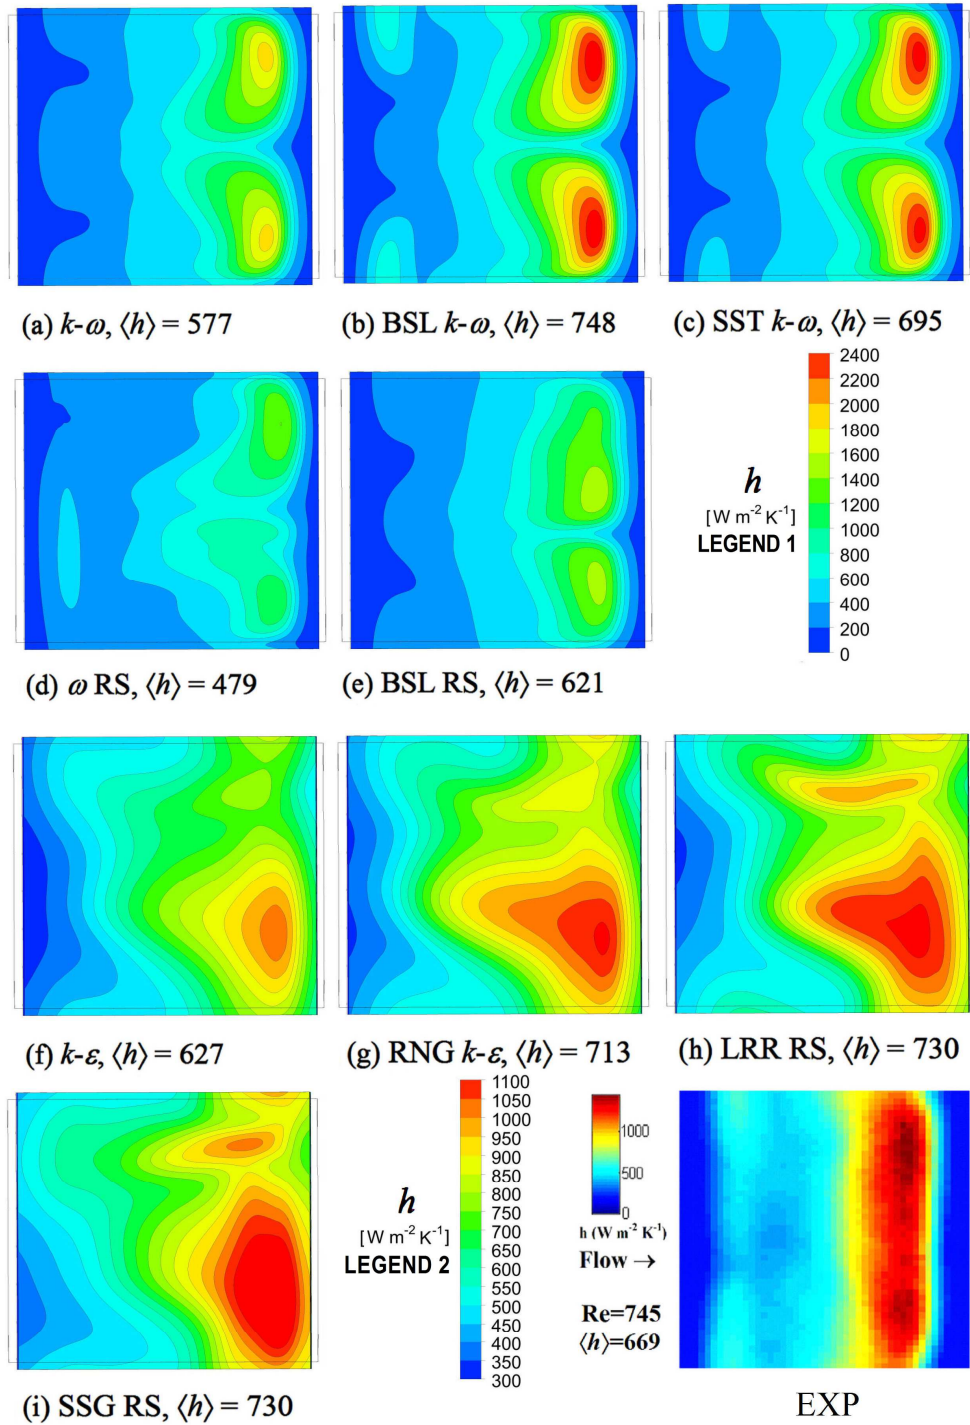 (a) k-ω, ⟨h⟩ = 577
(b) BSL k-ω, ⟨h⟩ = 748
(c) SST k-ω, ⟨h⟩ = 695
2400
2200
2000
1800
1600
1400
1200
1000
800
600
400
200
0
h
[W m⁻² K⁻¹]
LEGEND 1
(d) ω RS, ⟨h⟩ = 479
(e) BSL RS, ⟨h⟩ = 621
(f) k-ε, ⟨h⟩ = 627
(g) RNG k-ε, ⟨h⟩ = 713
(h) LRR RS, ⟨h⟩ = 730
1100
1050
1000
950
900
850
800
750
700
650
600
550
500
450
400
350
300
h
[W m⁻² K⁻¹]
LEGEND 2
1000
500
0
h (W m⁻² K⁻¹)
Flow →
Re=745
⟨h⟩=669
(i) SSG RS, ⟨h⟩ = 730
EXP